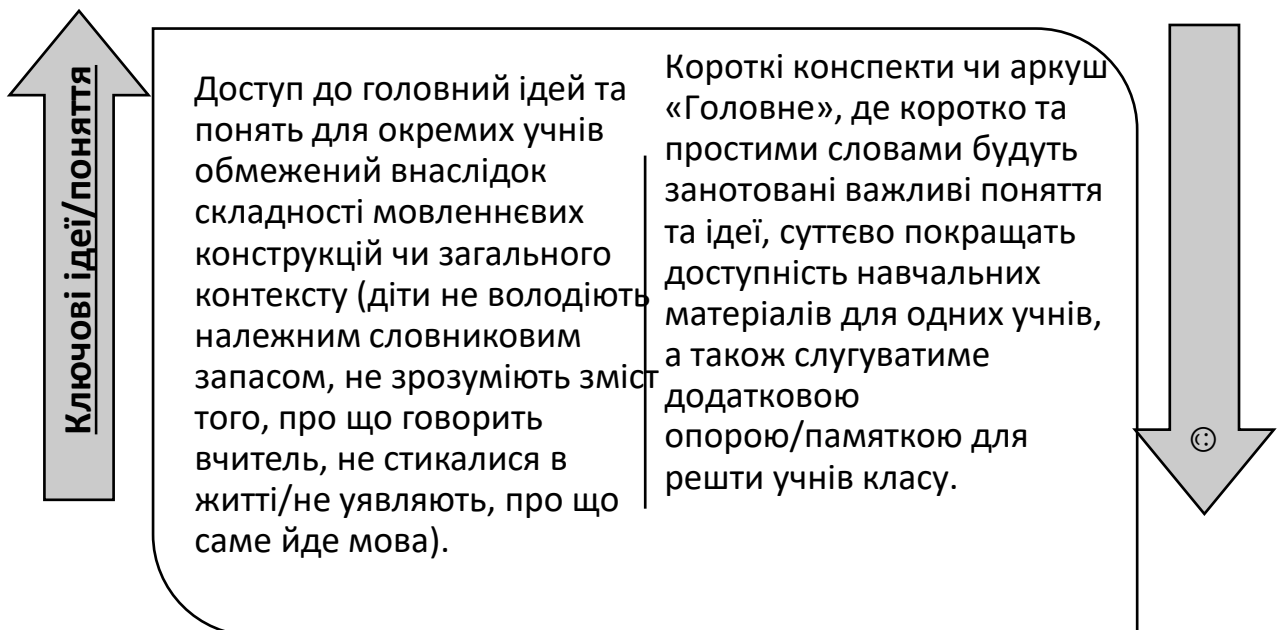 Ключові ідеї/поняття
Доступ до головний ідей та
понять для окремих учнів
обмежений внаслідок
складності мовленнєвих
конструкцій чи загального
контексту (діти не володіють
належним словниковим
запасом, не зрозуміють зміст
того, про що говорить
вчитель, не стикалися в
житті/не уявляють, про що
саме йде мова).
Короткі конспекти чи аркуш
«Головне», де коротко та
простими словами будуть
занотовані важливі поняття
та ідеї, суттєво покращать
доступність навчальних
матеріалів для одних учнів,
а також слугуватиме
додатковою
опорою/памяткою для
решти учнів класу.
☺